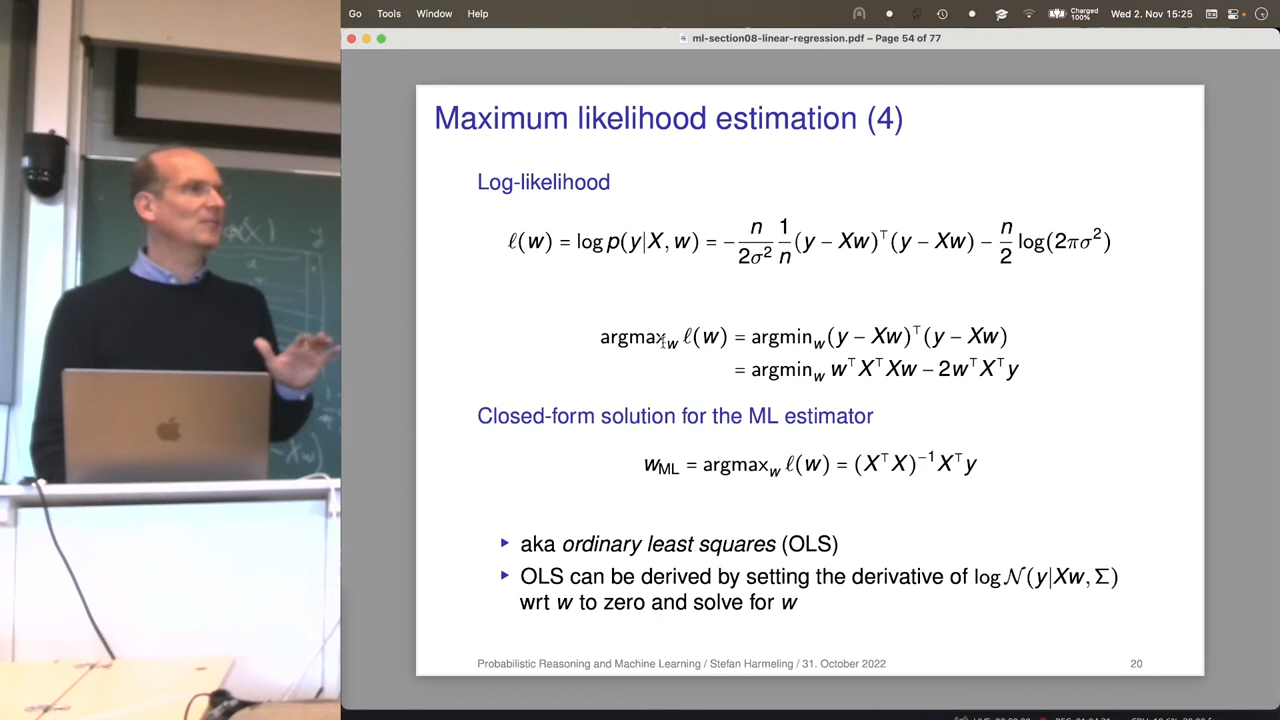 Go Tools Window Help
Charged 100% Wed 2. Nov 15:25
ml-section08-linear-regression.pdf – Page 54 of 77
Maximum likelihood estimation (4)
Log-likelihood
ℓ(w) = log p(y|X, w) = −n/2σ² 1/n (y − Xw)ᵀ(y − Xw) − n/2 log(2πσ²)
argmax_w ℓ(w) = argmin_w (y − Xw)ᵀ(y − Xw)
= argmin_w wᵀXᵀXw − 2wᵀXᵀy
Closed-form solution for the ML estimator
w_ML = argmax_w ℓ(w) = (XᵀX)⁻¹Xᵀy
▸ aka ordinary least squares (OLS)
▸ OLS can be derived by setting the derivative of log 𝒩(y|Xw, Σ)
wrt w to zero and solve for w
Probabilistic Reasoning and Machine Learning / Stefan Harmeling / 31. October 2022 20